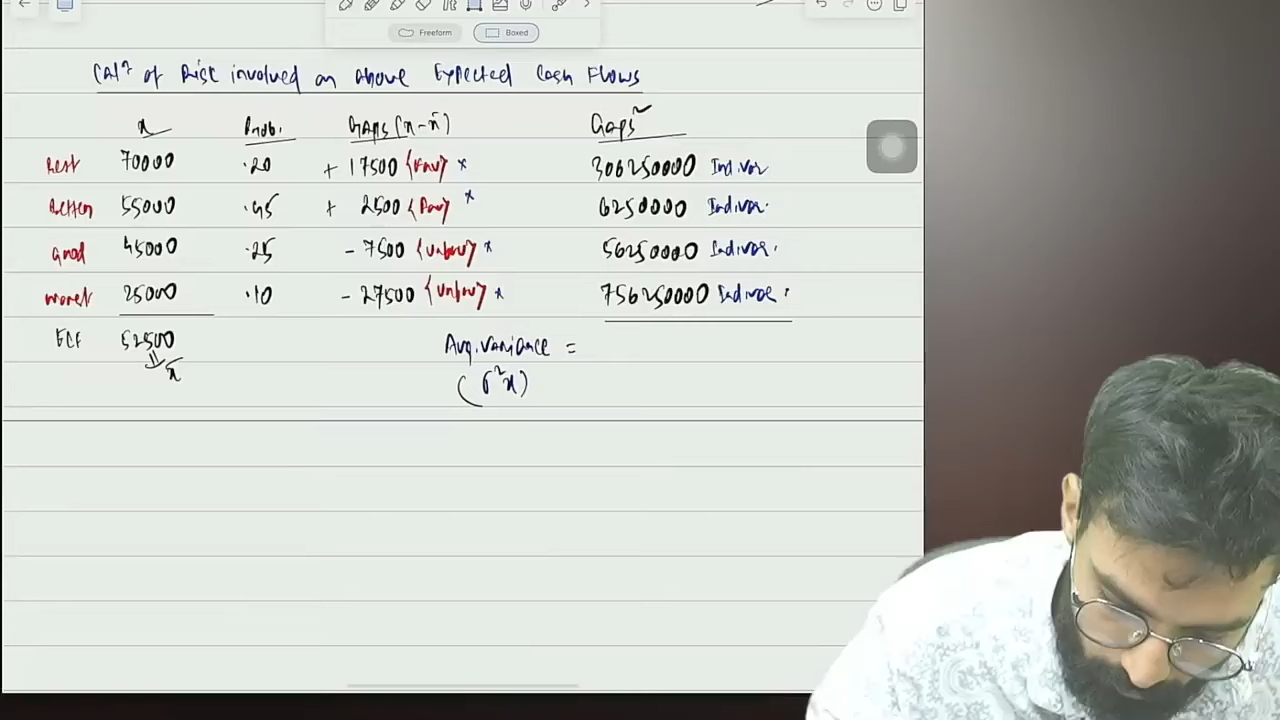 Freeform Boxed
Calⁿ of Risk involved on above Expected Cash Flows
x Prob. Gaps (x-x̄) Gaps²
Best 70000 .20 + 17500 {Fav} x 306250000 Ind.var
Better 55000 .45 + 2500 {Fav} x 6250000 Ind.var.
Good 45000 .25 - 7500 {Unfav} x 56250000 Ind.var.
25000 .10 - 27500 {Unfav} x 756250000 Ind.var.
ECF 52500
x̄
Avg.variance =
(σ²x)